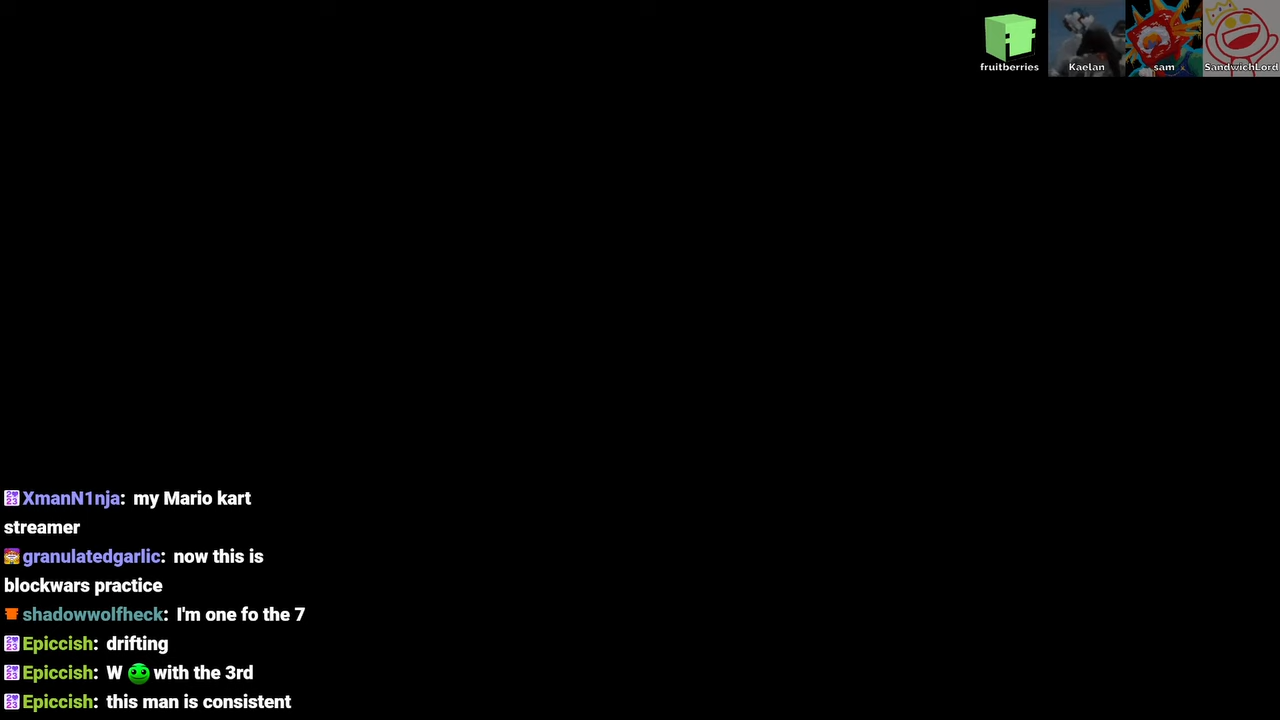 fruitberries Kaelan sam SandwichLord
XmanN1nja: my Mario kart
streamer
granulatedgarlic: now this is
blockwars practice
shadowwolfheck: I'm one fo the 7
Epiccish: drifting
Epiccish: W with the 3rd
Epiccish: this man is consistent